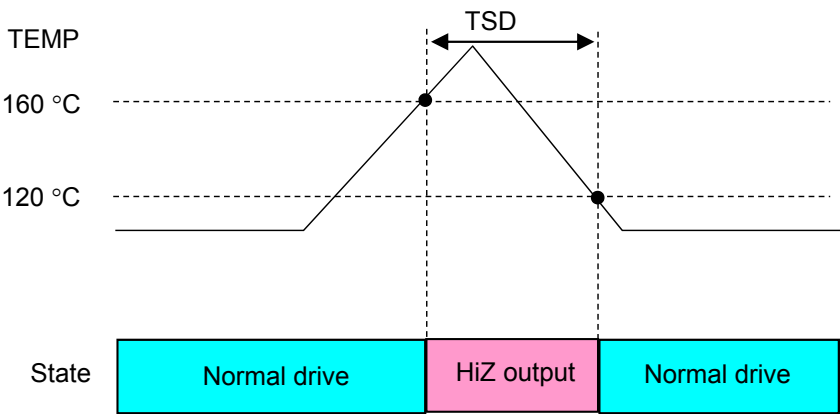 TSD
TEMP
160 °C
120 °C
State
Normal drive
HiZ output
Normal drive